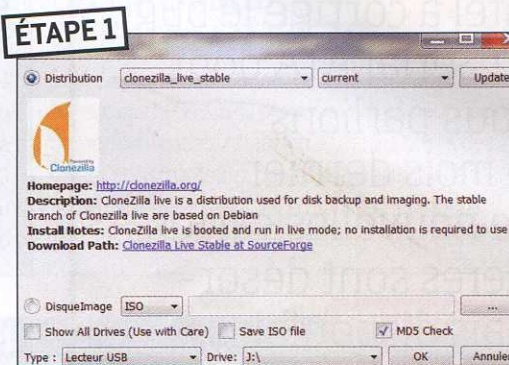 ÉTAPE 1
Distribution clonezilla_live_stable current Update
Clonezilla
Homepage: http://clonezilla.org/
Description: CloneZilla live is a distribution used for disk backup and imaging. The stable
branch of Clonezilla live are based on Debian
Install Notes: CloneZilla live is booted and run in live mode; no installation is required to use
Download Path: Clonezilla Live Stable at SourceForge
DisqueImage ISO ...
Show All Drives (Use with Care) Save ISO file MD5 Check
Type : Lecteur USB Drive: J:\ OK Annuler